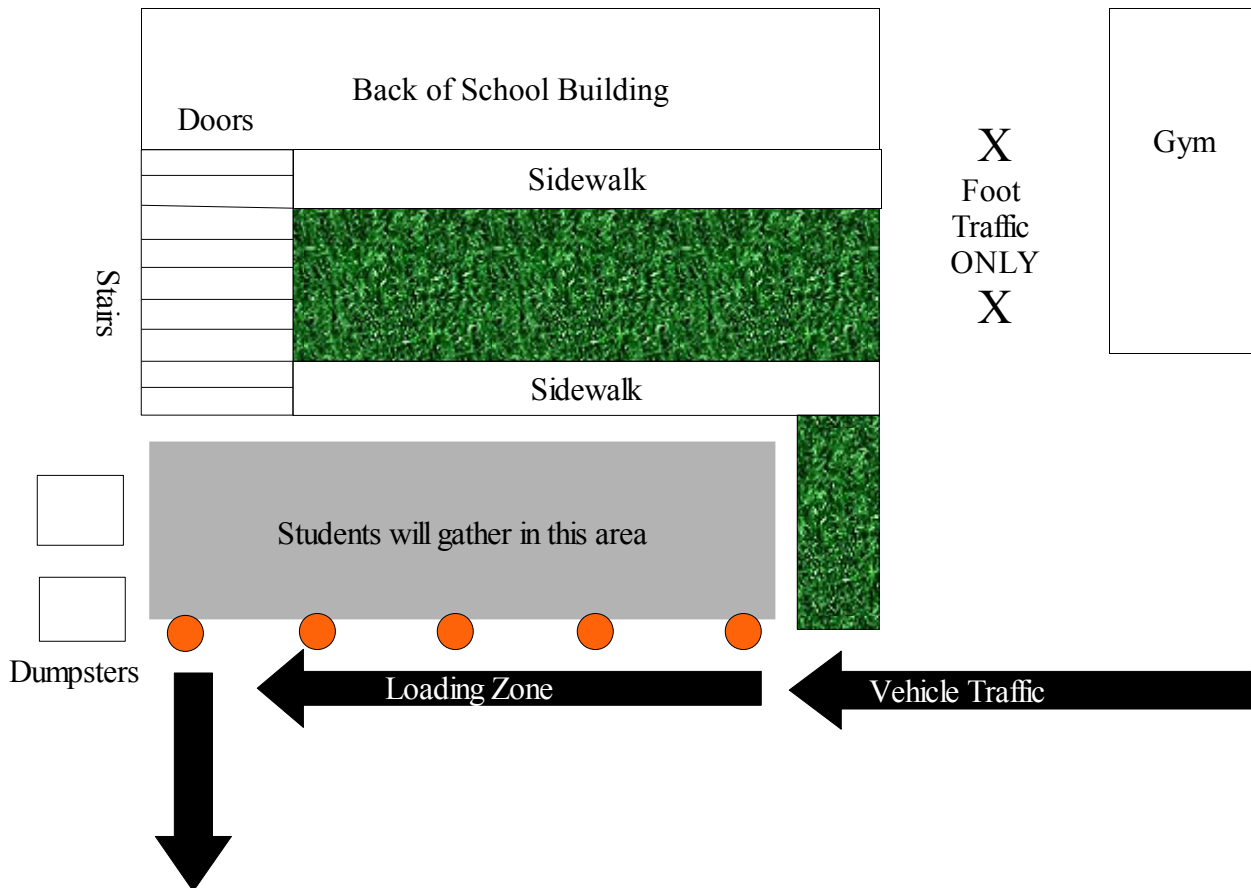 Back of School Building
Doors
Gym
X
Foot
Traffic
ONLY
X
Sidewalk
Stairs
Sidewalk
Students will gather in this area
Dumpsters
Loading Zone
Vehicle Traffic